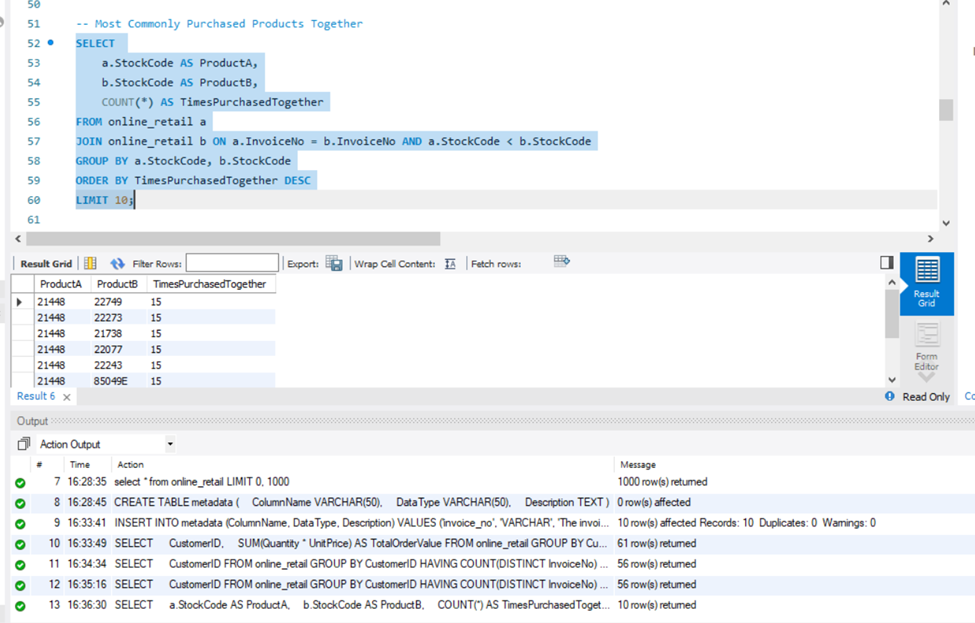 50
51 -- Most Commonly Purchased Products Together
52 SELECT
53 a.StockCode AS ProductA,
54 b.StockCode AS ProductB,
55 COUNT(*) AS TimesPurchasedTogether
56 FROM online_retail a
57 JOIN online_retail b ON a.InvoiceNo = b.InvoiceNo AND a.StockCode < b.StockCode
58 GROUP BY a.StockCode, b.StockCode
59 ORDER BY TimesPurchasedTogether DESC
60 LIMIT 10;
61
Result Grid Filter Rows: Export: Wrap Cell Content: Fetch rows:
ProductA ProductB TimesPurchasedTogether
21448 22749 15
21448 22273 15
21448 21738 15
21448 22077 15
21448 22243 15
21448 85049E 15
Result
Grid
Form
Editor
Result 6 Read Only Co
Output
Action Output
# Time Action Message
7 16:28:35 select * from online_retail LIMIT 0, 1000 1000 row(s) returned
8 16:28:45 CREATE TABLE metadata ( ColumnName VARCHAR(50), DataType VARCHAR(50), Description TEXT ) 0 row(s) affected
9 16:33:41 INSERT INTO metadata (ColumnName, DataType, Description) VALUES ('invoice_no', 'VARCHAR', 'The invoi... 10 row(s) affected Records: 10 Duplicates: 0 Warnings: 0
10 16:33:49 SELECT CustomerID, SUM(Quantity * UnitPrice) AS TotalOrderValue FROM online_retail GROUP BY Cu... 61 row(s) returned
11 16:34:34 SELECT CustomerID FROM online_retail GROUP BY CustomerID HAVING COUNT(DISTINCT InvoiceNo) ... 56 row(s) returned
12 16:35:16 SELECT CustomerID FROM online_retail GROUP BY CustomerID HAVING COUNT(DISTINCT InvoiceNo) ... 56 row(s) returned
13 16:36:30 SELECT a.StockCode AS ProductA, b.StockCode AS ProductB, COUNT(*) AS TimesPurchasedToget... 10 row(s) returned